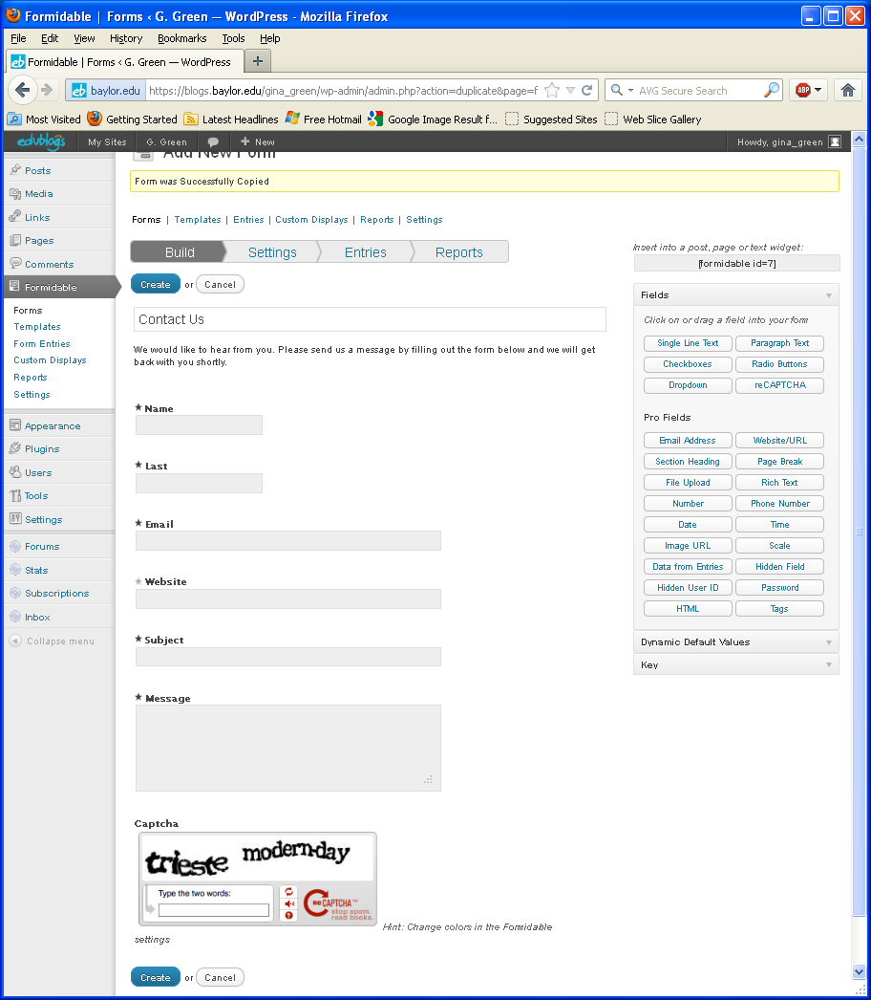 Formidable | Forms ‹ G. Green — WordPress - Mozilla Firefox
File Edit View History Bookmarks Tools Help
Formidable | Forms ‹ G. Green — WordPress
baylor.edu https://blogs.baylor.edu/gina_green/wp-admin/admin.php?action=duplicate&page=f AVG Secure Search ABP
Most Visited Getting Started Latest Headlines Free Hotmail Google Image Result f... Suggested Sites Web Slice Gallery
edublogs My Sites G. Green + New Howdy, gina_green
Add New Form
Form was Successfully Copied
Posts
Media
Links
Pages
Comments
Formidable
Forms
Templates
Form Entries
Custom Displays
Reports
Settings
Appearance
Plugins
Users
Tools
Settings
Forums
Stats
Subscriptions
Inbox
Collapse menu
Forms | Templates | Entries | Custom Displays | Reports | Settings
Build Settings Entries Reports
Create or Cancel
Contact Us
We would like to hear from you. Please send us a message by filling out the form below and we will get
back with you shortly.
★ Name
★ Last
★ Email
★ Website
★ Subject
★ Message
Captcha
trieste modern-day
Type the two words:
reCAPTCHA™
stop spam.
read books.
Hint: Change colors in the Formidable
settings
Create or Cancel
Insert into a post, page or text widget:
[formidable id=7]
Fields
Click on or drag a field into your form
Single Line Text Paragraph Text
Checkboxes Radio Buttons
Dropdown reCAPTCHA
Pro Fields
Email Address Website/URL
Section Heading Page Break
File Upload Rich Text
Number Phone Number
Date Time
Image URL Scale
Data from Entries Hidden Field
Hidden User ID Password
HTML Tags
Dynamic Default Values
Key